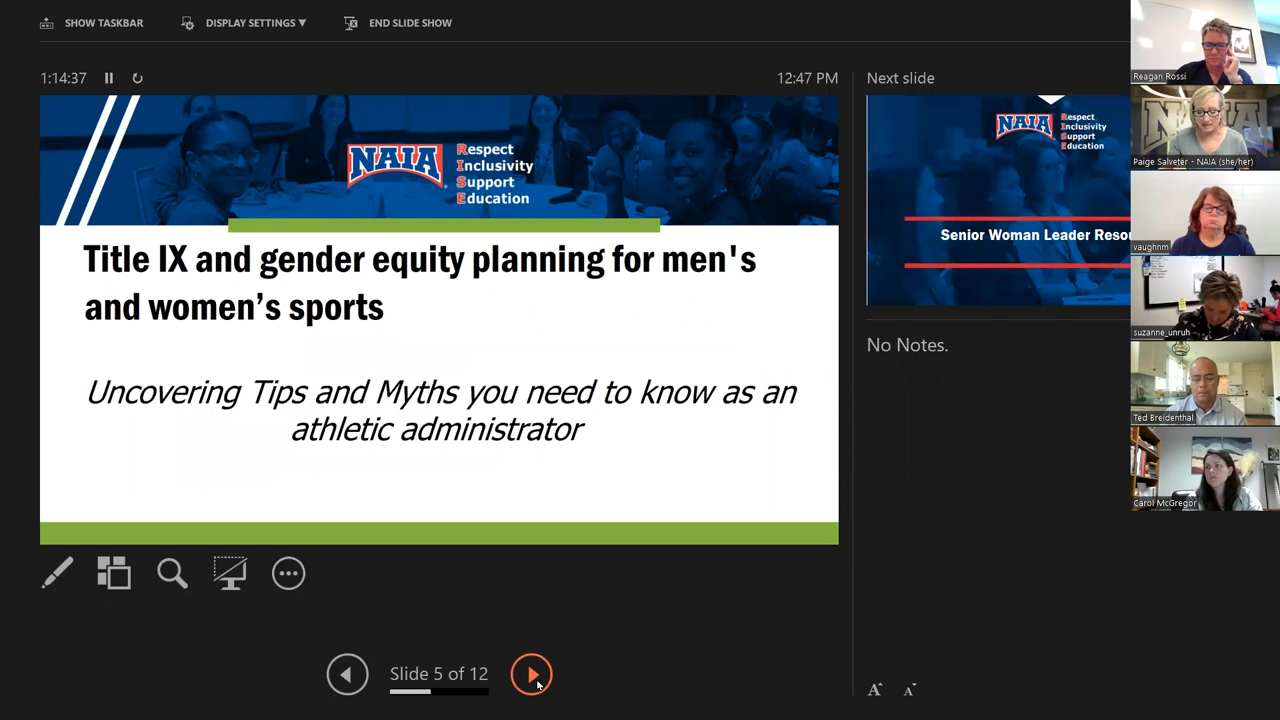 SHOW TASKBAR
DISPLAY SETTINGS ▼
END SLIDE SHOW
1:14:37
12:47 PM
NAIA
Respect
Inclusivity
Support
Education
Title IX and gender equity planning for men's
and women’s sports
Uncovering Tips and Myths you need to know as an
athletic administrator
Slide 5 of 12
Next slide
NAIA
Respect
Inclusivity
Support
Education
Senior Woman Leader Resou
No Notes.
A A
Reagan Rossi
NAIA
Paige Salveter - NAIA (she/her)
vaughnm
suzanne_unruh
Ted Breidenthal
Carol McGregor